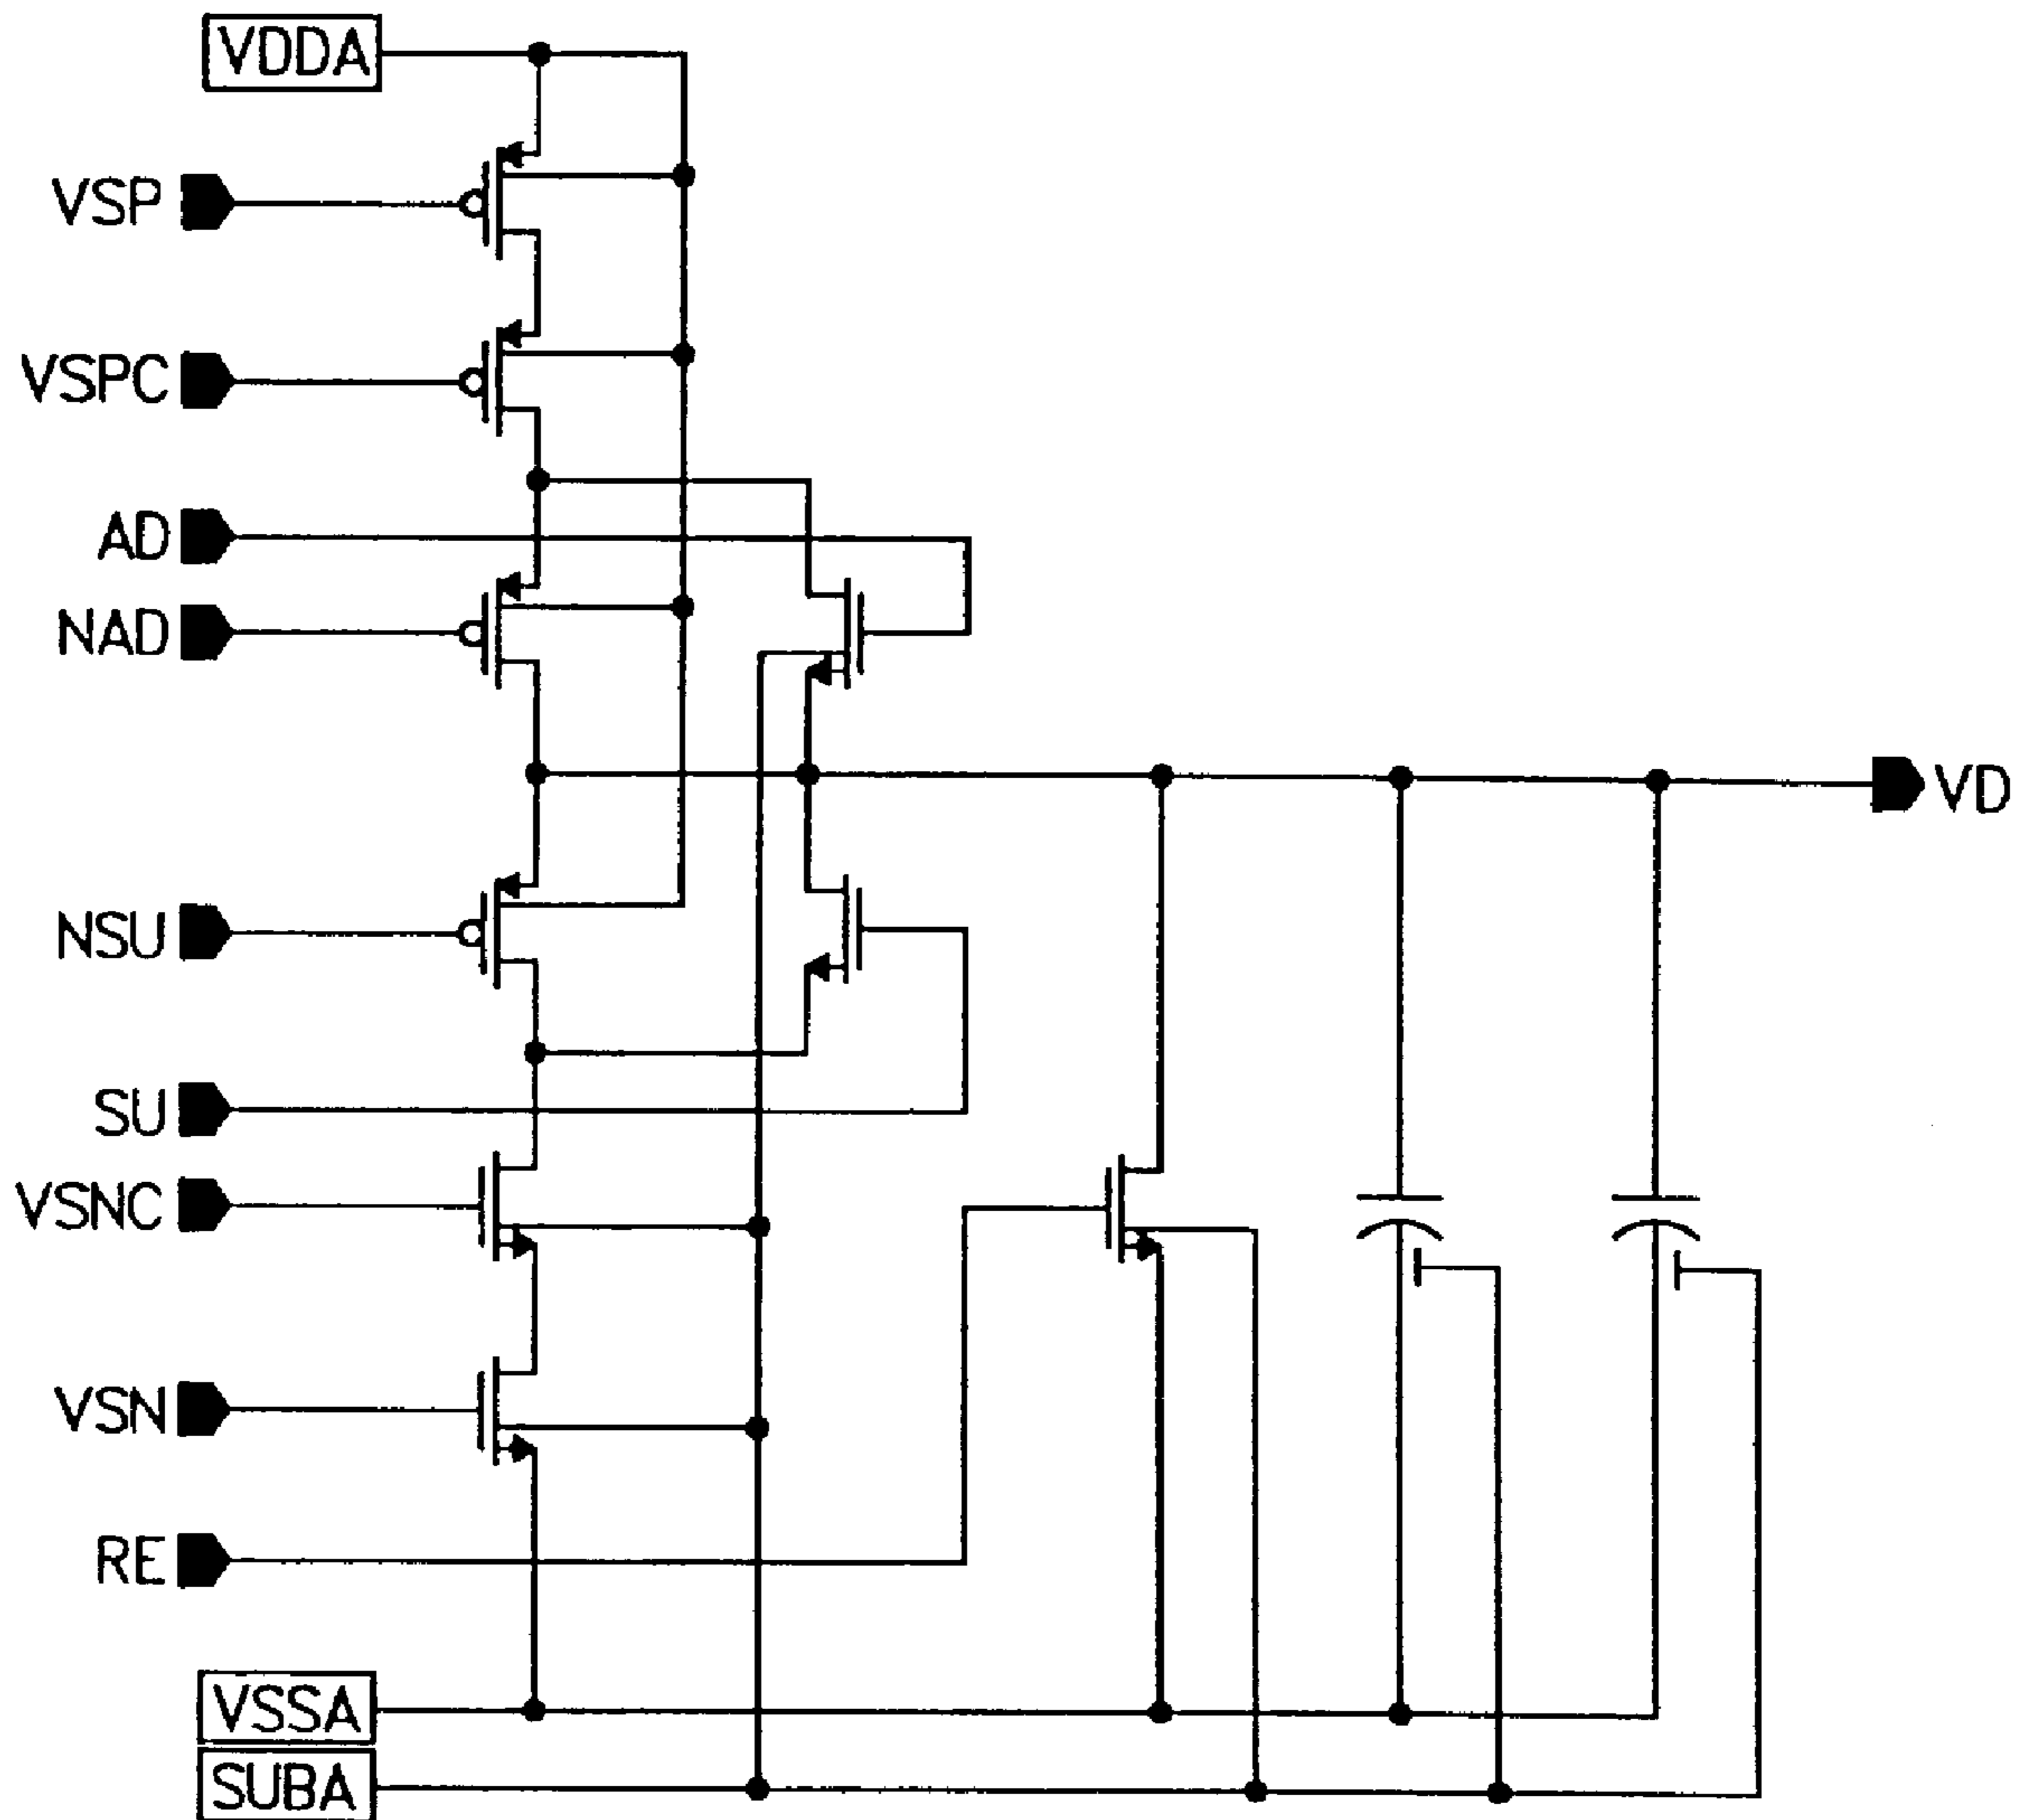 VDDA
VSP
VSPC
AD
NAD
VD
NSU
SU
VSNC
VSN
RE
VSSA
SUBA